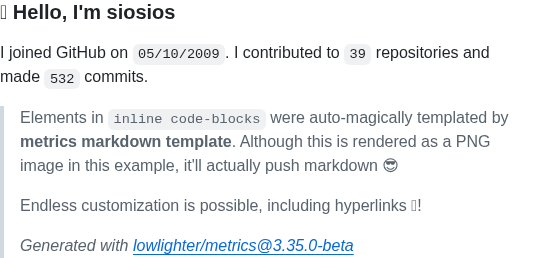 Hello, I'm siosios
I joined GitHub on 05/10/2009. I contributed to 39 repositories and
made 532 commits.
Elements in inline code-blocks were auto-magically templated by
metrics markdown template. Although this is rendered as a PNG
image in this example, it'll actually push markdown 😎
Endless customization is possible, including hyperlinks !
Generated with lowlighter/metrics@3.35.0-beta